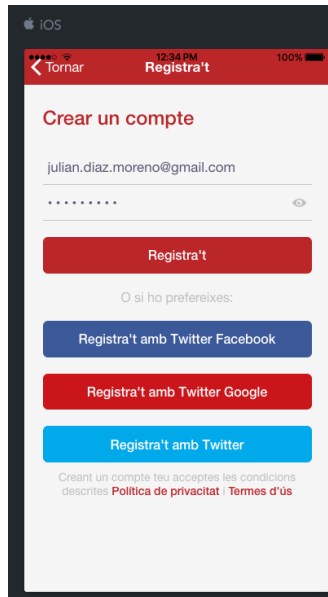 iOS
12:34 PM 100%
Tornar Registra't
Crear un compte
julian.diaz.moreno@gmail.com
• • • • • • • • •
Registra't
O si ho prefereixes:
Registra't amb Twitter Facebook
Registra't amb Twitter Google
Registra't amb Twitter
Creant un compte teu acceptes les condicions
descrites Política de privacitat i Termes d'ús